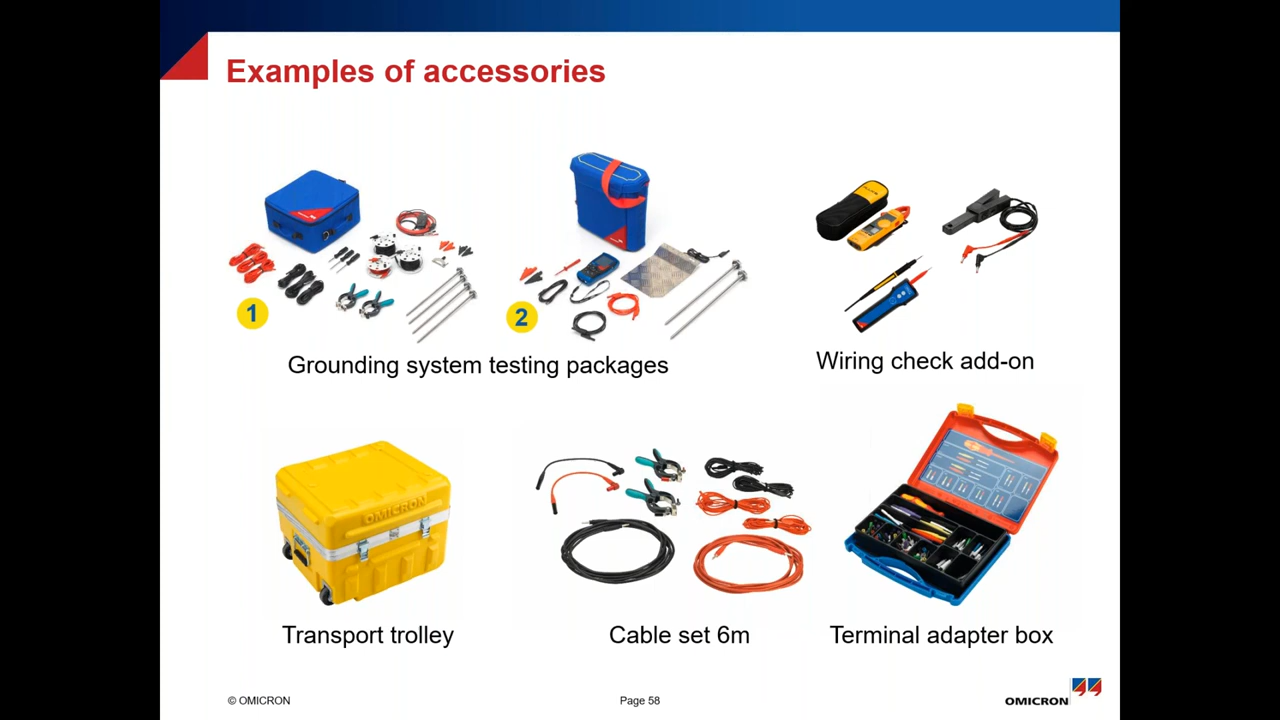 Examples of accessories
1
2
Grounding system testing packages
Wiring check add-on
OMICRON
Transport trolley
Cable set 6m
Terminal adapter box
© OMICRON
Page 58
OMICRON